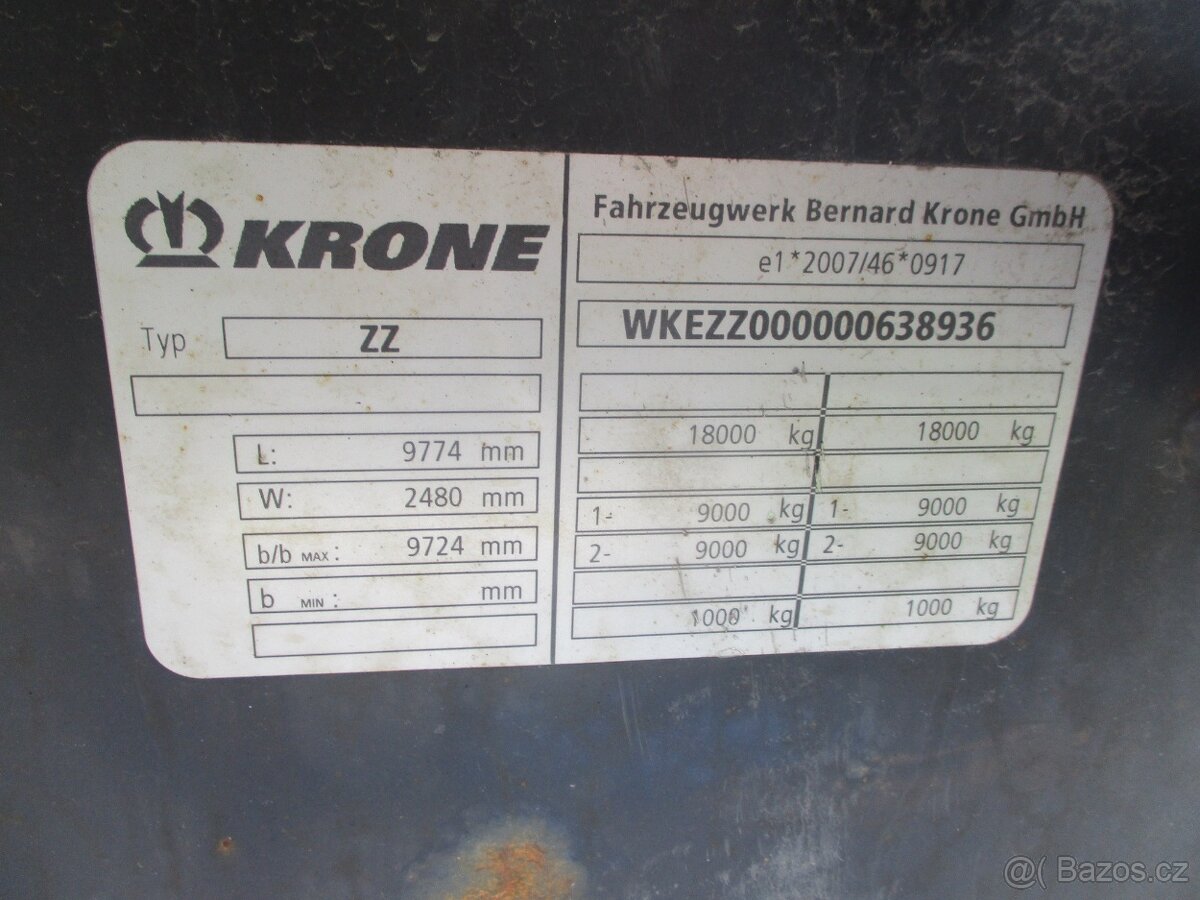 KRONE
Typ ZZ
L: 9774 mm
W: 2480 mm
b/b MAX: 9724 mm
b MIN: mm
Fahrzeugwerk Bernard Krone GmbH
e1*2007/46*0917
WKEZZ000000638936
18000 kg 18000 kg
1- 9000 kg 1- 9000 kg
2- 9000 kg 2- 9000 kg
1000 kg 1000 kg
@( Bazos.cz